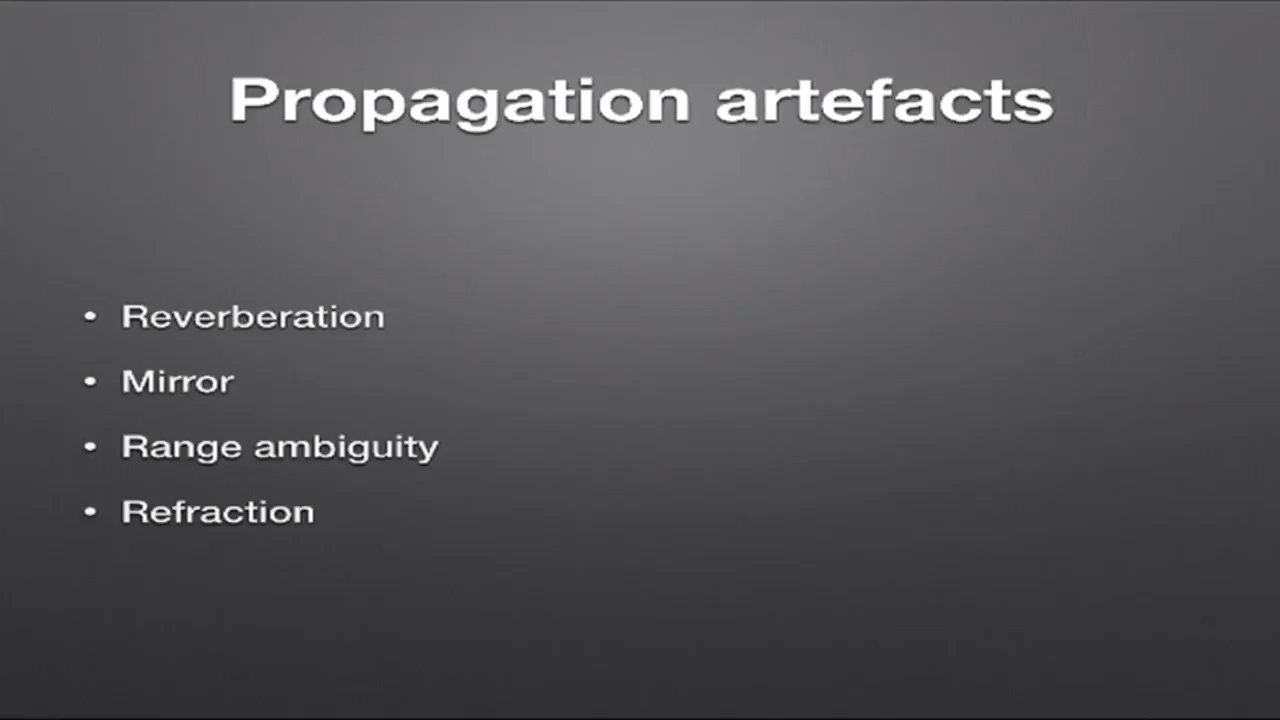 Propagation artefacts
• Reverberation
• Mirror
• Range ambiguity
• Refraction